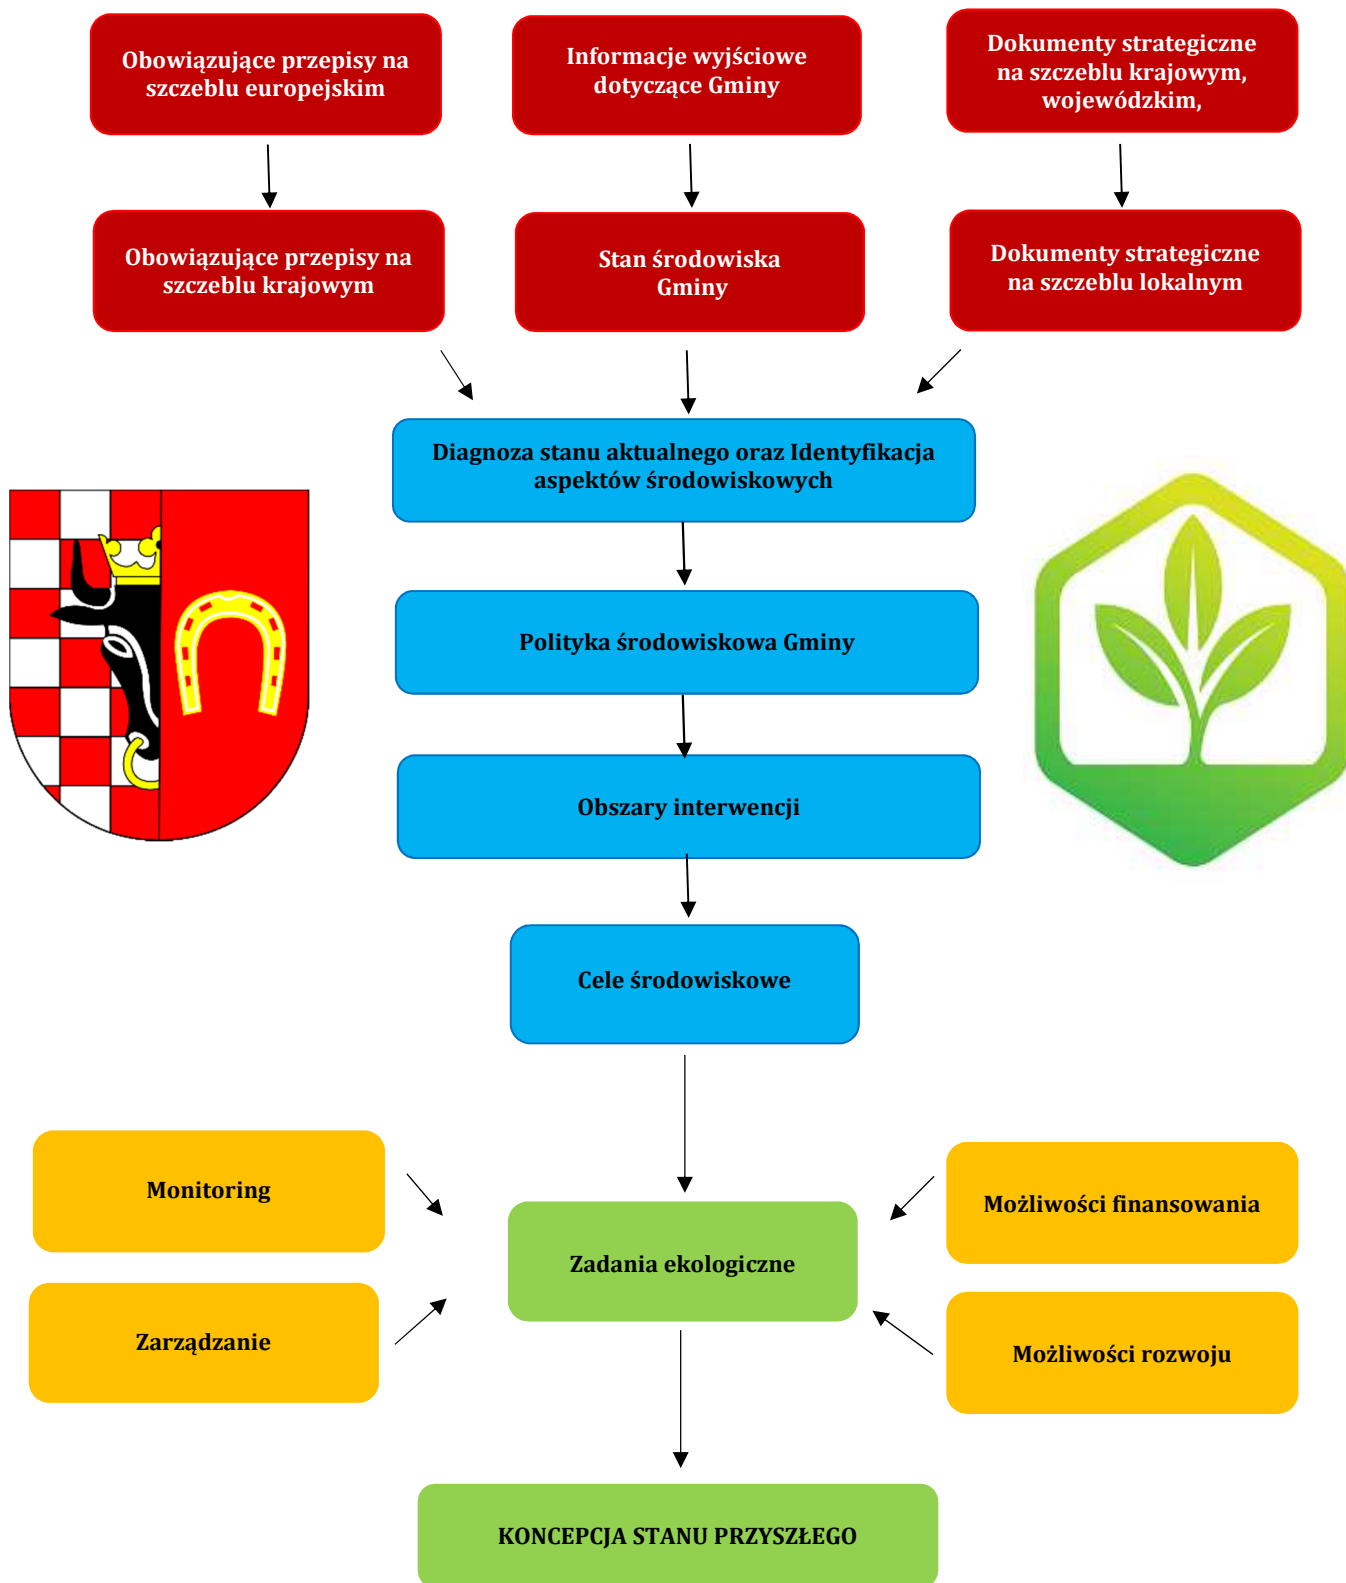 Obowiązujące przepisy na
szczeblu europejskim
Informacje wyjściowe
dotyczące Gminy
Dokumenty strategiczne
na szczeblu krajowym,
wojewódzkim,
Obowiązujące przepisy na
szczeblu krajowym
Stan środowiska
Gminy
Dokumenty strategiczne
na szczeblu lokalnym
Diagnoza stanu aktualnego oraz Identyfikacja
aspektów środowiskowych
Polityka środowiskowa Gminy
Obszary interwencji
Cele środowiskowe
Monitoring
Możliwości finansowania
Zadania ekologiczne
Zarządzanie
Możliwości rozwoju
KONCEPCJA STANU PRZYSZŁEGO